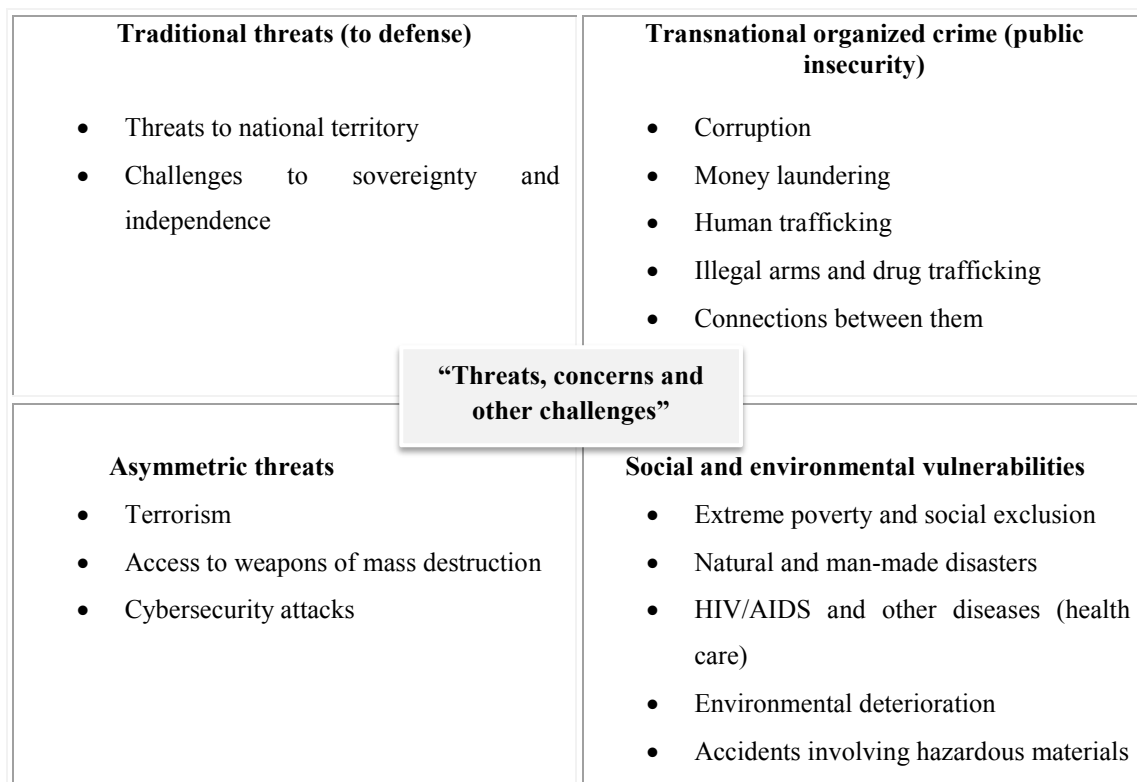 Traditional threats (to defense)
• Threats to national territory
• Challenges to sovereignty and
independence
Transnational organized crime (public
insecurity)
• Corruption
• Money laundering
• Human trafficking
• Illegal arms and drug trafficking
• Connections between them
“Threats, concerns and
other challenges”
Asymmetric threats
• Terrorism
• Access to weapons of mass destruction
• Cybersecurity attacks
Social and environmental vulnerabilities
• Extreme poverty and social exclusion
• Natural and man-made disasters
• HIV/AIDS and other diseases (health
care)
• Environmental deterioration
• Accidents involving hazardous materials